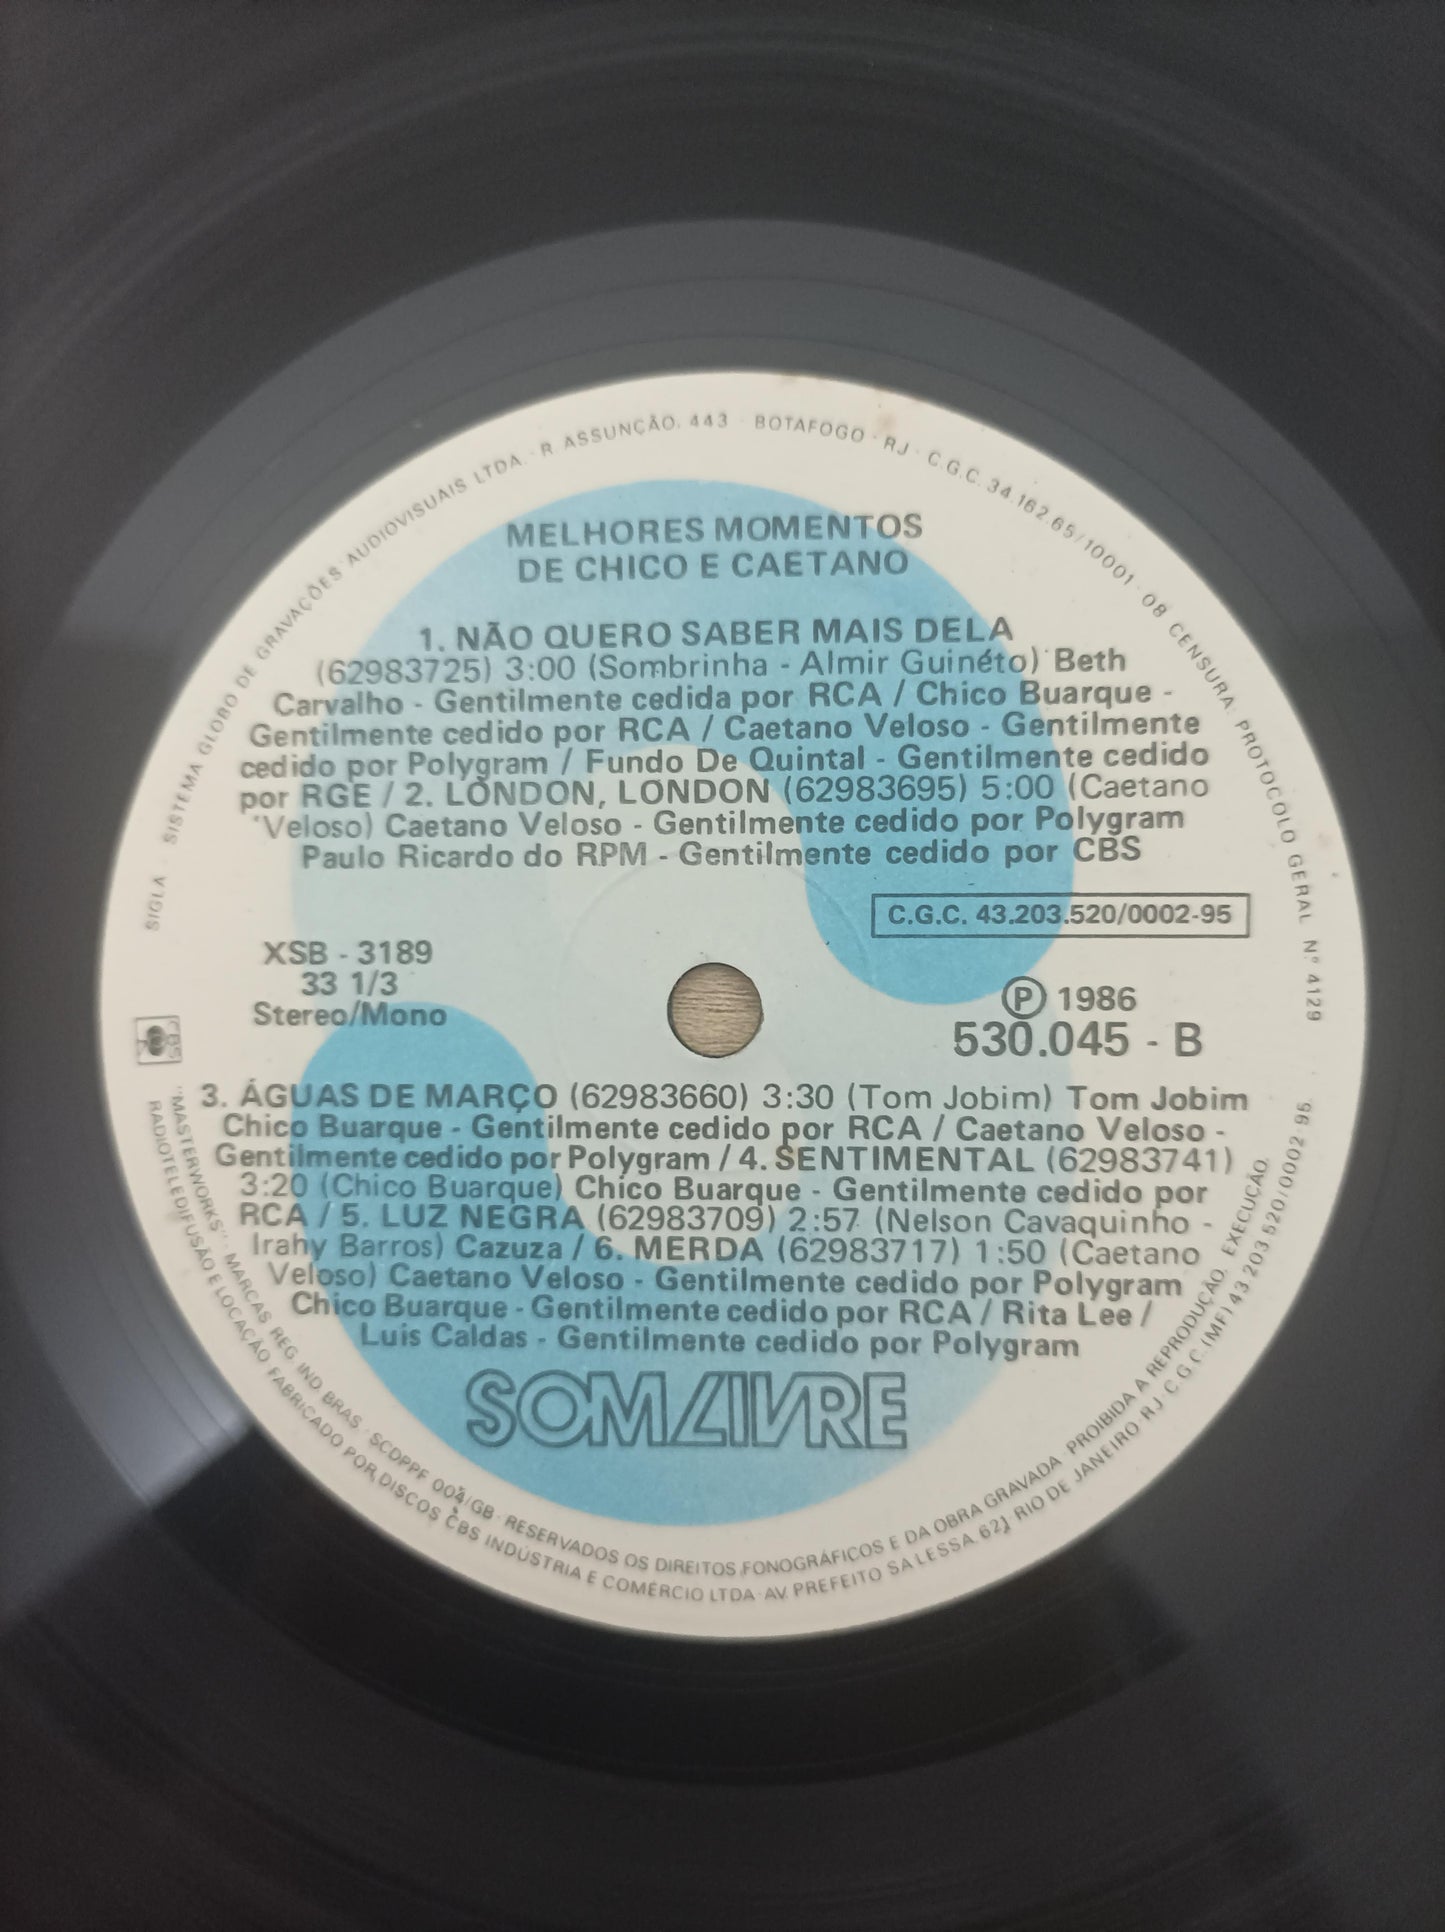 SIGLA · SISTEMA GLOBO DE GRAVAÇÕES AUDIOVISUAIS LTDA · R ASSUNÇÃO, 443 · BOTAFOGO · RJ · C.G.C. 34.162.65/10001 · 08 CENSURA: PROTOCOLO GERAL Nº 4129
MELHORES MOMENTOS
DE CHICO E CAETANO
1. NÃO QUERO SABER MAIS DELA
(62983725) 3:00 (Sombrinha - Almir Guinéto) Beth
Carvalho - Gentilmente cedida por RCA / Chico Buarque -
Gentilmente cedido por RCA / Caetano Veloso - Gentilmente
cedido por Polygram / Fundo De Quintal - Gentilmente cedido
por RGE / 2. LONDON, LONDON (62983695) 5:00 (Caetano
Veloso) Caetano Veloso - Gentilmente cedido por Polygram
Paulo Ricardo do RPM - Gentilmente cedido por CBS
C.G.C. 43.203.520/0002-95
XSB - 3189
33 1/3
Stereo/Mono
℗ 1986
530.045 - B
CBS
3. ÁGUAS DE MARÇO (62983660) 3:30 (Tom Jobim) Tom Jobim
Chico Buarque - Gentilmente cedido por RCA / Caetano Veloso -
Gentilmente cedido por Polygram / 4. SENTIMENTAL (62983741)
3:20 (Chico Buarque) Chico Buarque - Gentilmente cedido por
RCA / 5. LUZ NEGRA (62983709) 2:57 (Nelson Cavaquinho -
Irahy Barros) Cazuza / 6. MERDA (62983717) 1:50 (Caetano
Veloso) Caetano Veloso - Gentilmente cedido por Polygram
Chico Buarque - Gentilmente cedido por RCA / Rita Lee /
Luis Caldas - Gentilmente cedido por Polygram
SOM LIVRE
"MASTERWORKS". MARCAS REG. IND. BRAS · SCDPPF 004/GB · RESERVADOS OS DIREITOS FONOGRÁFICOS E DA OBRA GRAVADA PROIBIDA A REPRODUÇÃO, EXECUÇÃO,
RADIOTELEDIFUSÃO E LOCAÇÃO FABRICADO POR DISCOS CBS INDÚSTRIA E COMÉRCIO LTDA · AV. PREFEITO SA LESSA, 621 · RIO DE JANEIRO · RJ · C.G.C. (MF) 43 203 520/0002 95